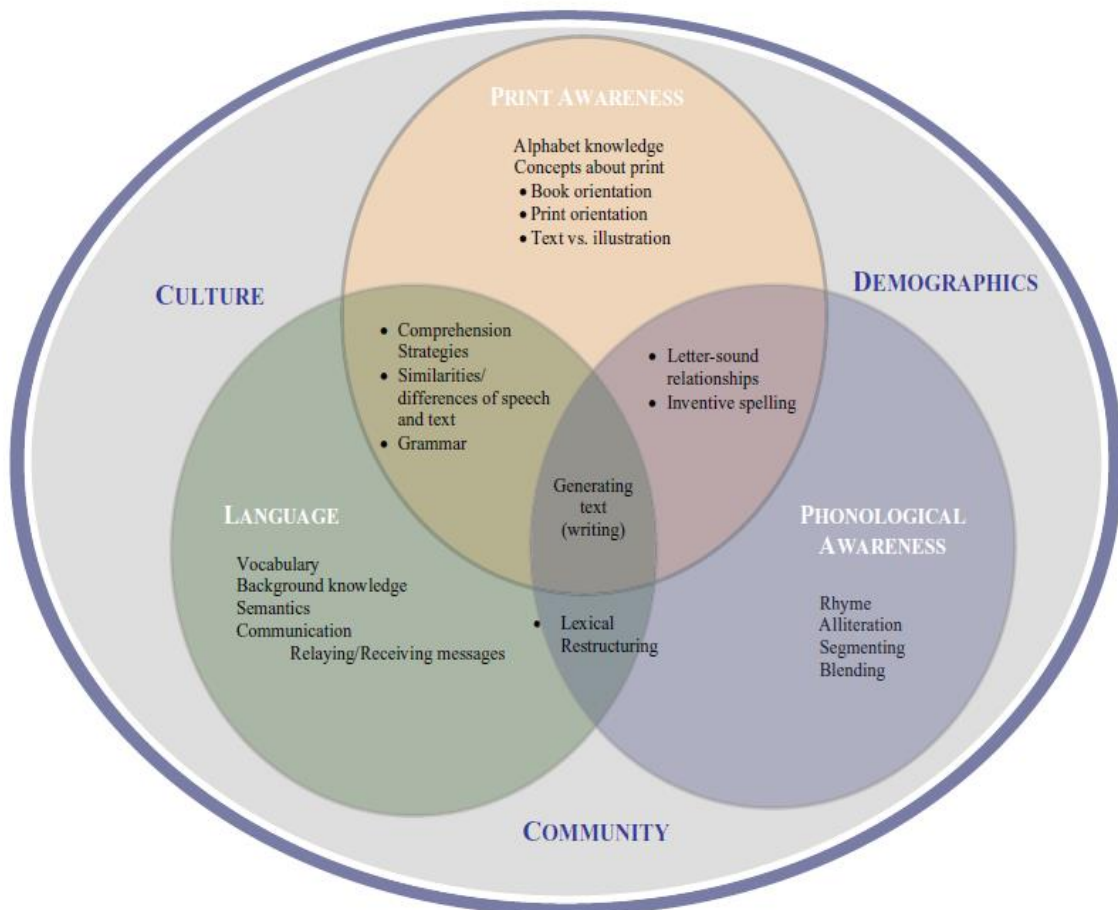 PRINT AWARENESS
Alphabet knowledge
Concepts about print
• Book orientation
• Print orientation
• Text vs. illustration
CULTURE
DEMOGRAPHICS
• Comprehension
Strategies
• Similarities/
differences of speech
and text
• Grammar
• Letter-sound
relationships
• Inventive spelling
Generating
text
(writing)
LANGUAGE
Vocabulary
Background knowledge
Semantics
Communication
Relaying/Receiving messages
PHONOLOGICAL
AWARENESS
Rhyme
Alliteration
Segmenting
Blending
• Lexical
Restructuring
COMMUNITY